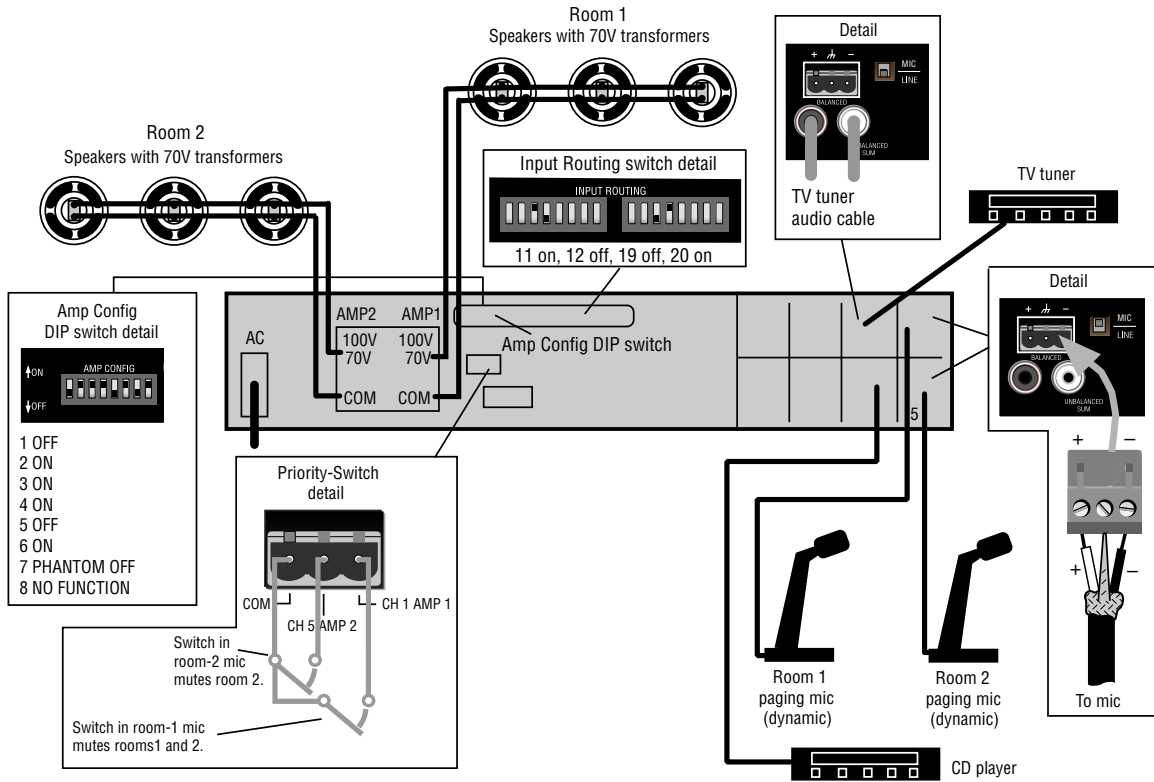 Room 1
Speakers with 70V transformers
Room 2
Speakers with 70V transformers
Input Routing switch detail
INPUT ROUTING
11 on, 12 off, 19 off, 20 on
Detail
+ -
MIC
LINE
BALANCED
BALANCED
SUM
TV tuner
audio cable
TV tuner
Amp Config
DIP switch detail
ON
AMP CONFIG
OFF
1 OFF
2 ON
3 ON
4 ON
5 OFF
6 ON
7 PHANTOM OFF
8 NO FUNCTION
AC
AMP2 AMP1
100V 100V
70V 70V
COM COM
Amp Config DIP switch
5
Detail
+ -
MIC
LINE
BALANCED
UNBALANCED
SUM
+ −
+ −
To mic
Priority-Switch
detail
COM
CH 5 AMP 2
CH 1 AMP 1
Switch in
room-2 mic
mutes room 2.
Switch in room-1 mic
mutes rooms1 and 2.
Room 1
paging mic
(dynamic)
Room 2
paging mic
(dynamic)
CD player